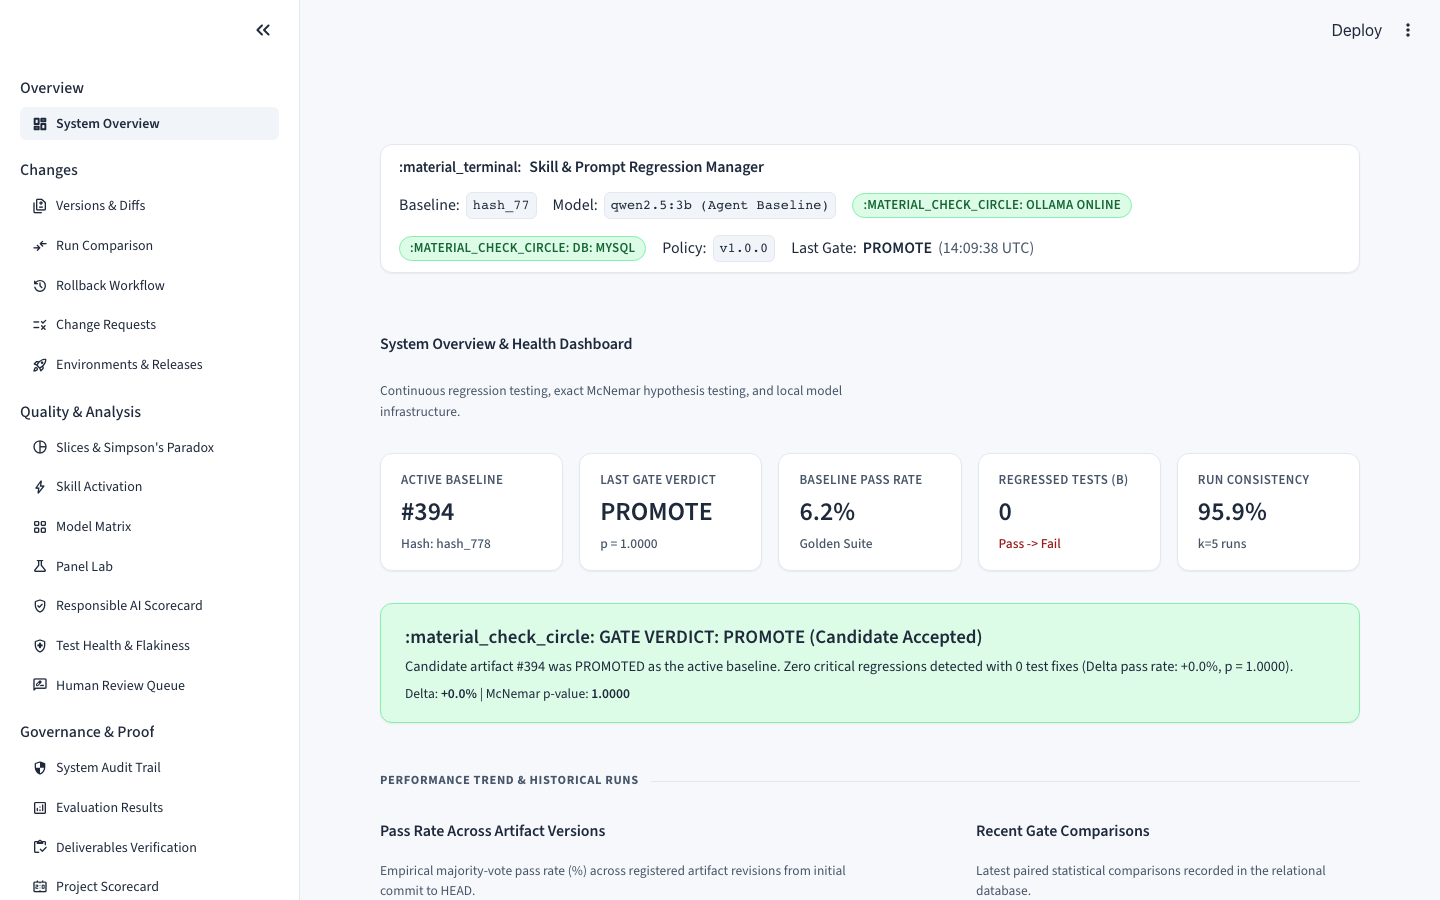 Deploy
Overview
System Overview
Changes
Versions & Diffs
Run Comparison
Rollback Workflow
Change Requests
Environments & Releases
Quality & Analysis
Slices & Simpson's Paradox
Skill Activation
Model Matrix
Panel Lab
Responsible AI Scorecard
Test Health & Flakiness
Human Review Queue
Governance & Proof
System Audit Trail
Evaluation Results
Deliverables Verification
Project Scorecard
:material_terminal: Skill & Prompt Regression Manager
Baseline: hash_77 Model: qwen2.5:3b (Agent Baseline) :MATERIAL_CHECK_CIRCLE: OLLAMA ONLINE
:MATERIAL_CHECK_CIRCLE: DB: MYSQL Policy: v1.0.0 Last Gate: PROMOTE (14:09:38 UTC)
System Overview & Health Dashboard
Continuous regression testing, exact McNemar hypothesis testing, and local model
infrastructure.
ACTIVE BASELINE
#394
Hash: hash_778
LAST GATE VERDICT
PROMOTE
p = 1.0000
BASELINE PASS RATE
6.2%
Golden Suite
REGRESSED TESTS (B)
0
Pass -> Fail
RUN CONSISTENCY
95.9%
k=5 runs
:material_check_circle: GATE VERDICT: PROMOTE (Candidate Accepted)
Candidate artifact #394 was PROMOTED as the active baseline. Zero critical regressions detected with 0 test fixes (Delta pass rate: +0.0%, p = 1.0000).
Delta: +0.0% | McNemar p-value: 1.0000
PERFORMANCE TREND & HISTORICAL RUNS
Pass Rate Across Artifact Versions
Empirical majority-vote pass rate (%) across registered artifact revisions from initial
commit to HEAD.
Recent Gate Comparisons
Latest paired statistical comparisons recorded in the relational
database.